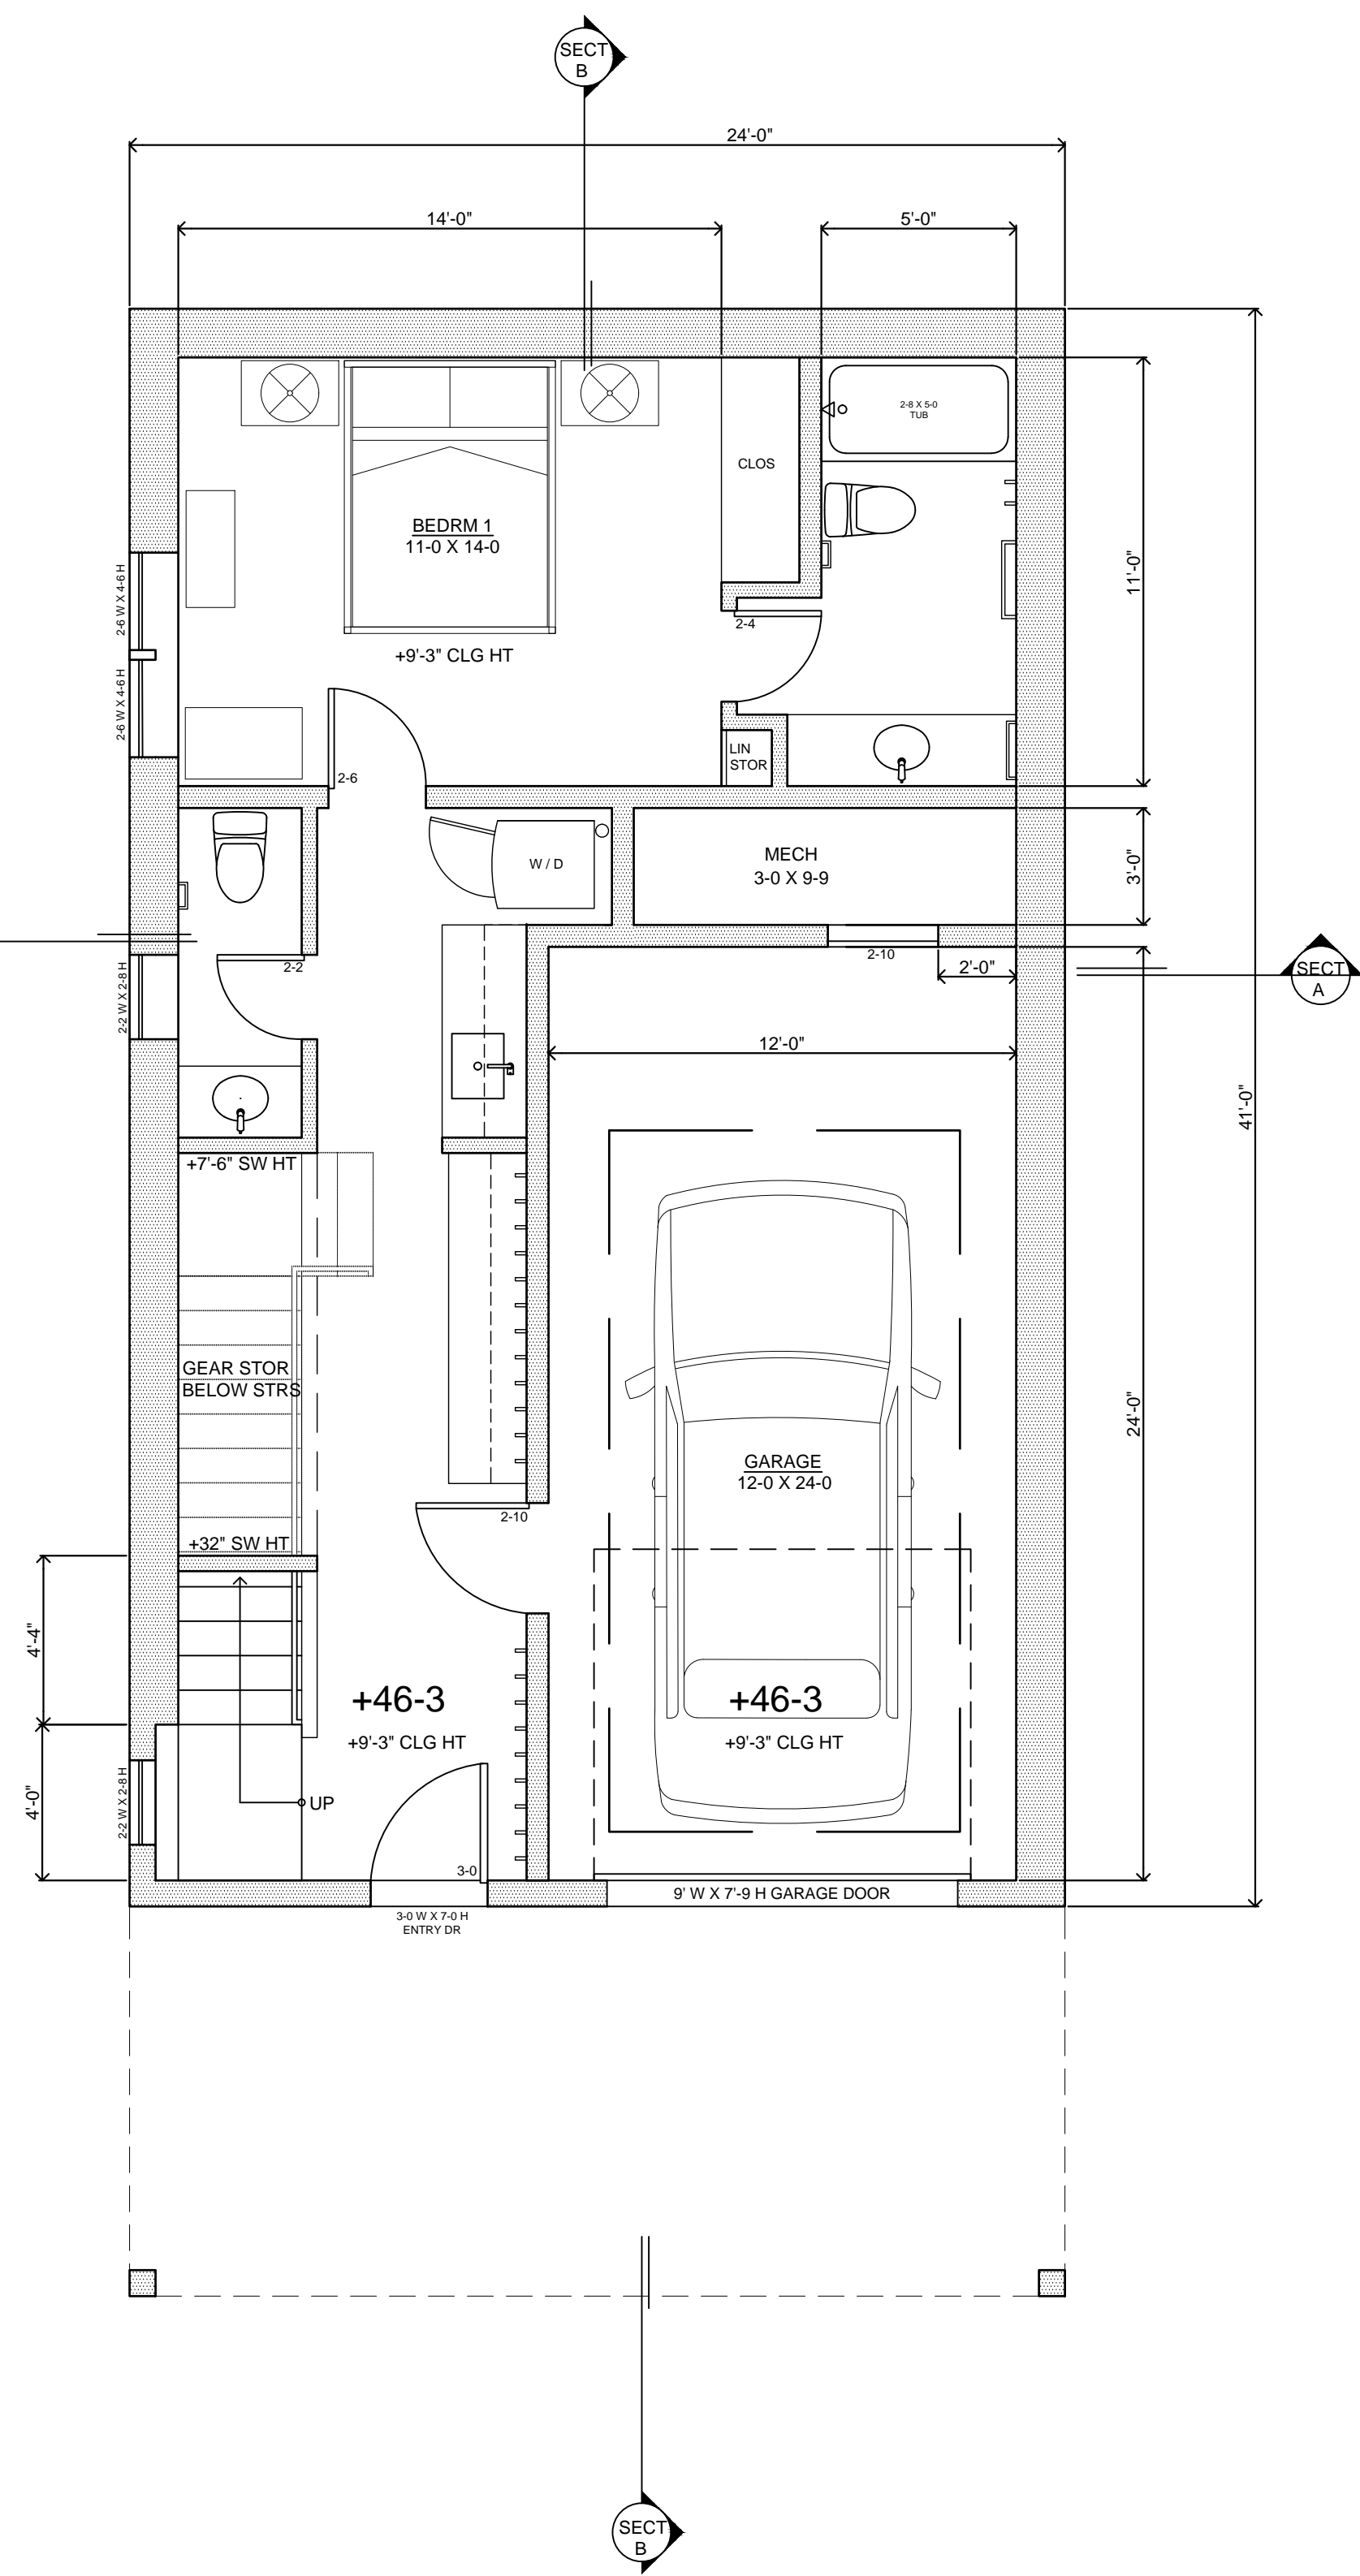 SECT
B
24'-0"
14'-0"
5'-0"
2-8 X 5-0
TUB
CLOS
BEDRM 1
11-0 X 14-0
11'-0"
2-6 W X 4-6 H
2-4
+9'-3" CLG HT
2-6 W X 4-6 H
LIN
STOR
2-6
W / D
MECH
3-0 X 9-9
3'-0"
2-10
2-2
2'-0"
SECT
A
2-2 W X 2-8 H
12'-0"
41'-0"
+7'-6" SW HT
GEAR STOR
BELOW STRS
24'-0"
GARAGE
12-0 X 24-0
2-10
+32" SW HT
4'-4"
+46-3
+9'-3" CLG HT
+46-3
+9'-3" CLG HT
4'-0"
2-2 W X 2-8 H
UP
3-0
9' W X 7'-9 H GARAGE DOOR
3-0 W X 7-0 H
ENTRY DR
SECT
B